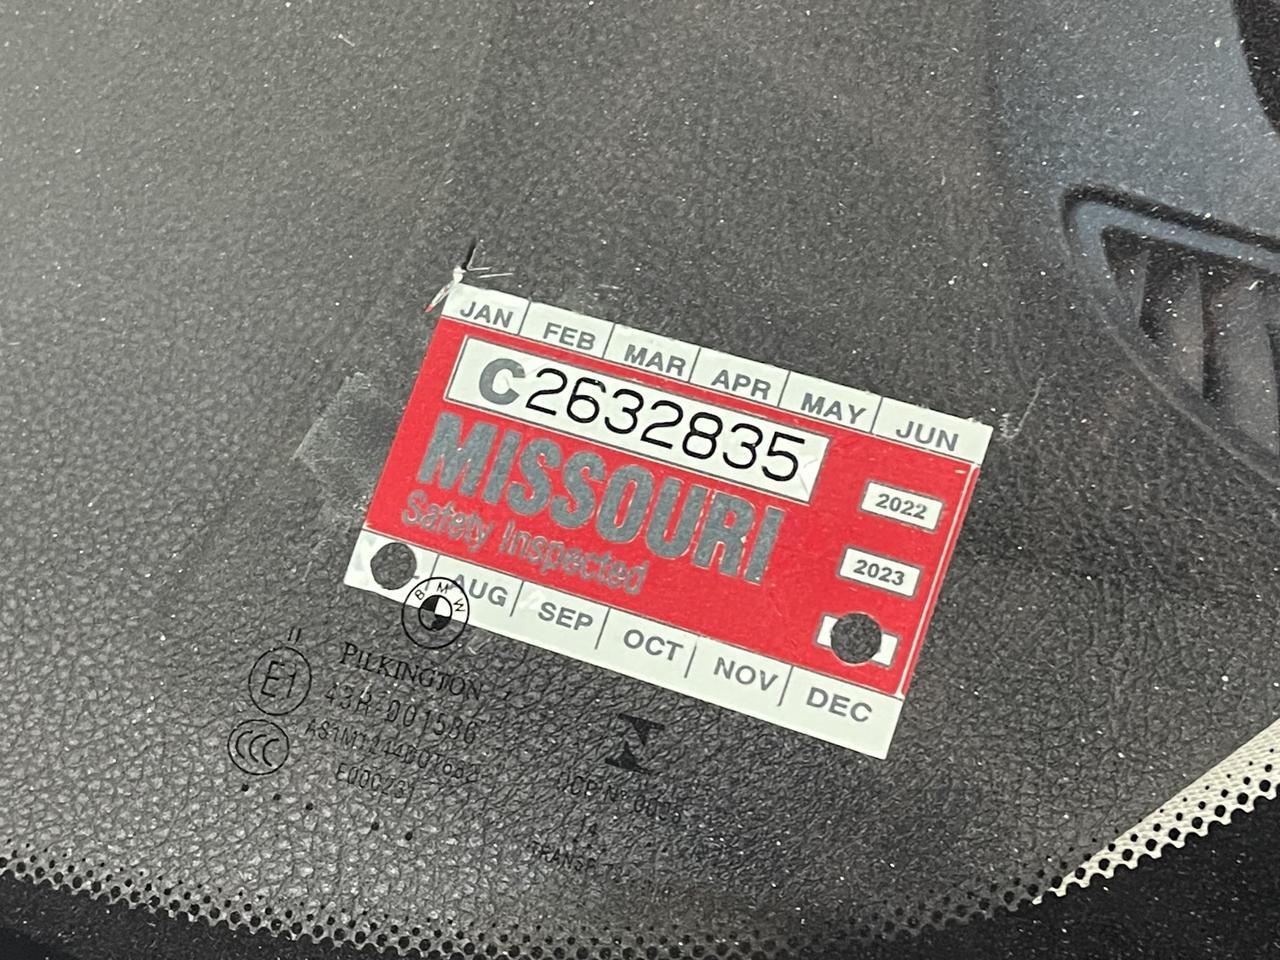 JAN FEB MAR APR MAY JUN
C2632835
MISSOURI
Safety Inspected
2022
2023
AUG SEP OCT NOV DEC
BMW
PILKINGTON
E1
43R-001586
CCC